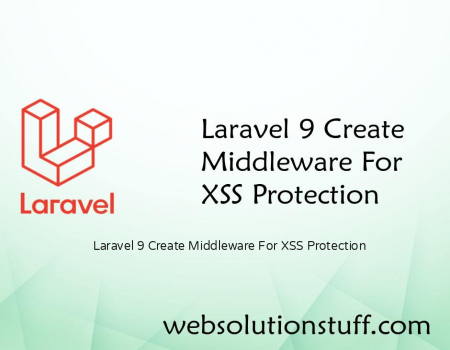 Laravel 9 Create
Middleware For
XSS Protection
Laravel
Laravel 9 Create Middleware For XSS Protection
websolutionstuff.com